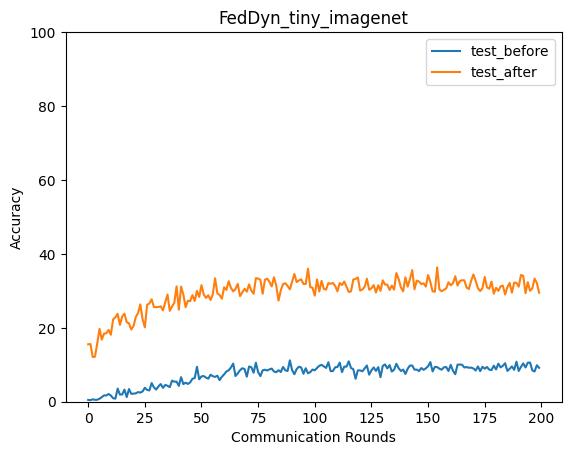 FedDyn_tiny_imagenet
100
80
60
40
20
0
Accuracy
test_before
test_after
0 25 50 75 100 125 150 175 200
Communication Rounds